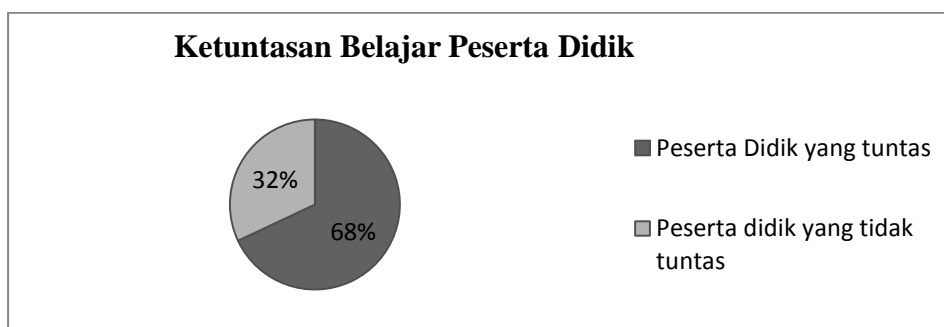 Ketuntasan Belajar Peserta Didik
32%
68%
Peserta Didik yang tuntas
Peserta didik yang tidak
tuntas